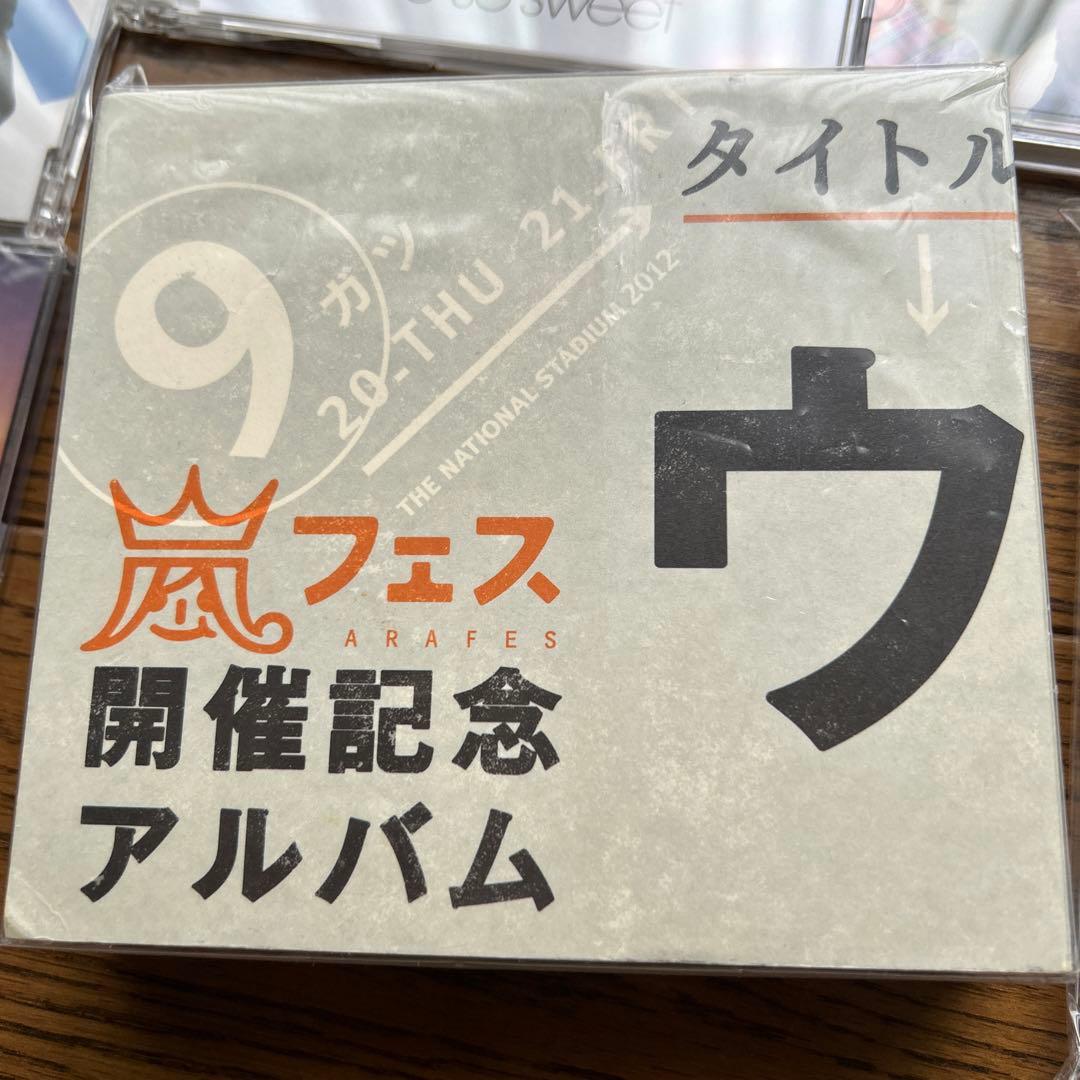 so sweet
タイトル
9
ガツ
20-THU 21-FRI
THE NATIONAL STADIUM 2012
ウ
嵐フェス
ARAFES
開催記念
アルバム